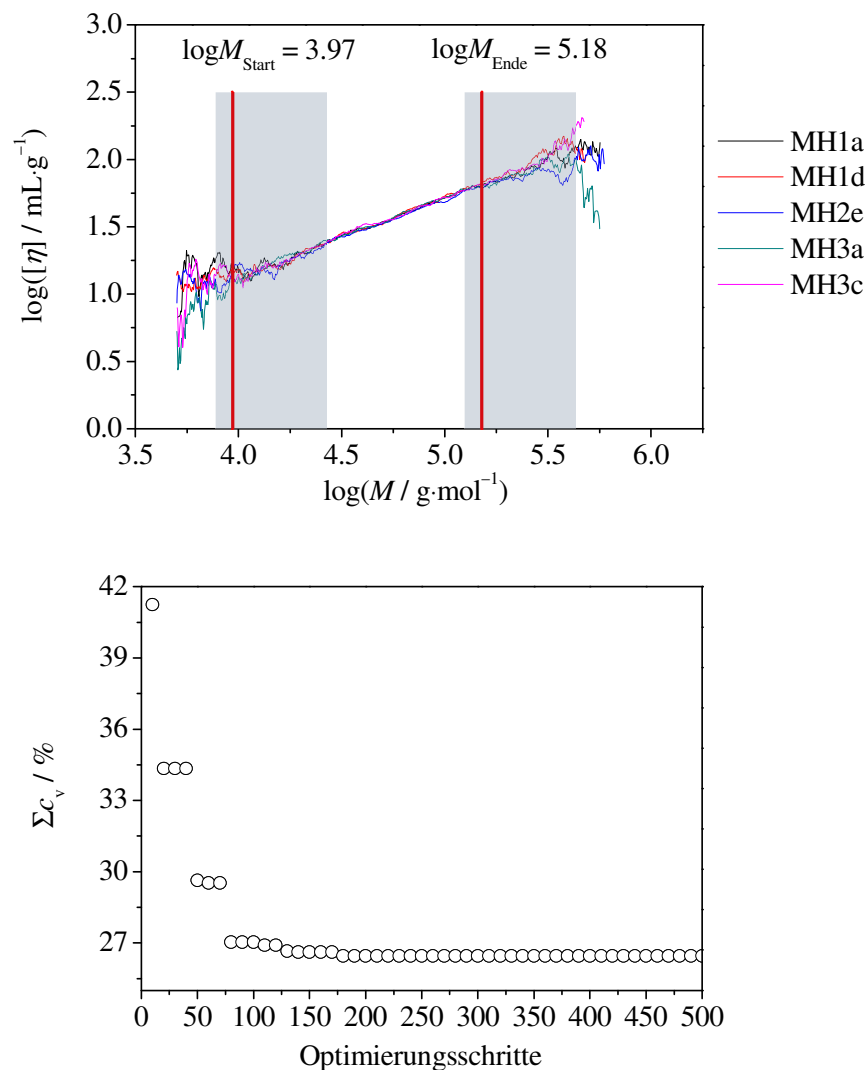 logM_Start = 3.97
logM_Ende = 5.18
3.0
2.5
2.0
1.5
1.0
0.5
0.0
log([η] / mL·g⁻¹)
3.5 4.0 4.5 5.0 5.5 6.0
log(M / g·mol⁻¹)
MH1a
MH1d
MH2e
MH3a
MH3c
42
39
36
33
30
27
Σc_v / %
0 50 100 150 200 250 300 350 400 450 500
Optimierungsschritte